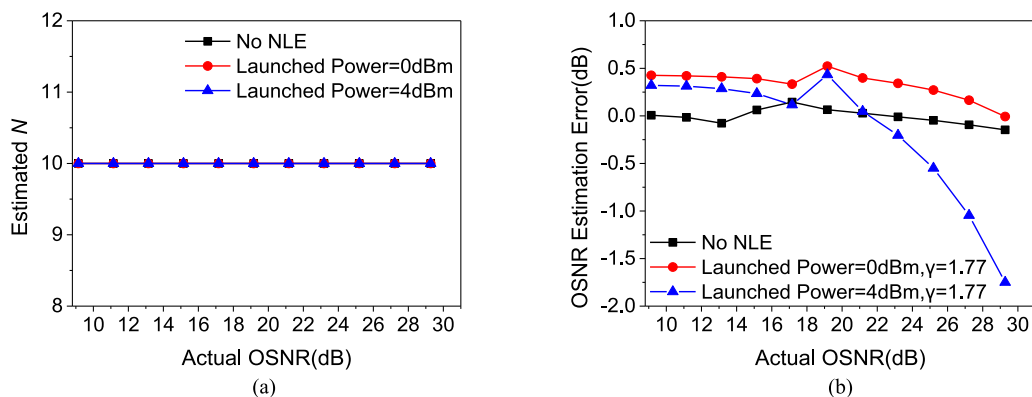 12
11
10
9
8
Estimated N
No NLE
Launched Power=0dBm
Launched Power=4dBm
10 12 14 16 18 20 22 24 26 28 30
Actual OSNR(dB)
(a)
1.0
0.5
0.0
-0.5
-1.0
-1.5
-2.0
OSNR Estimation Error(dB)
No NLE
Launched Power=0dBm,γ=1.77
Launched Power=4dBm,γ=1.77
10 12 14 16 18 20 22 24 26 28 30
Actual OSNR(dB)
(b)